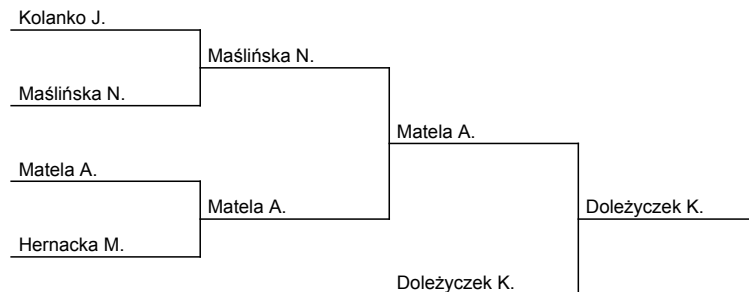 Kolanko J.
Maślińska N.
Maślińska N.
Matela A.
Matela A.
Matela A.
Doleżyczek K.
Hernacka M.
Doleżyczek K.